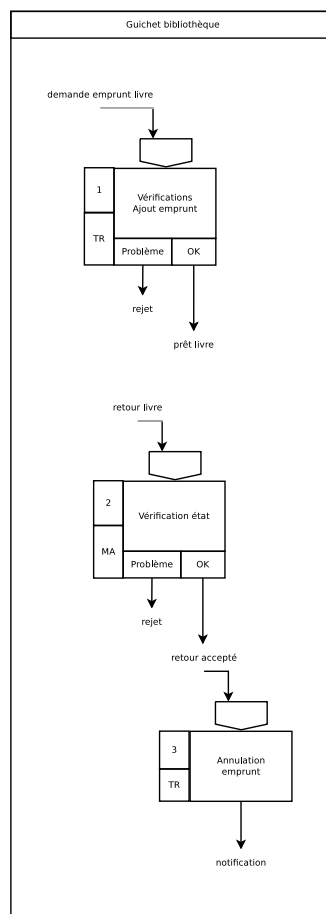 Guichet bibliothèque
demande emprunt livre
1
Vérifications
Ajout emprunt
TR
Problème
OK
rejet
prêt livre
retour livre
2
Vérification état
MA
Problème
OK
rejet
retour accepté
3
Annulation
emprunt
TR
notification